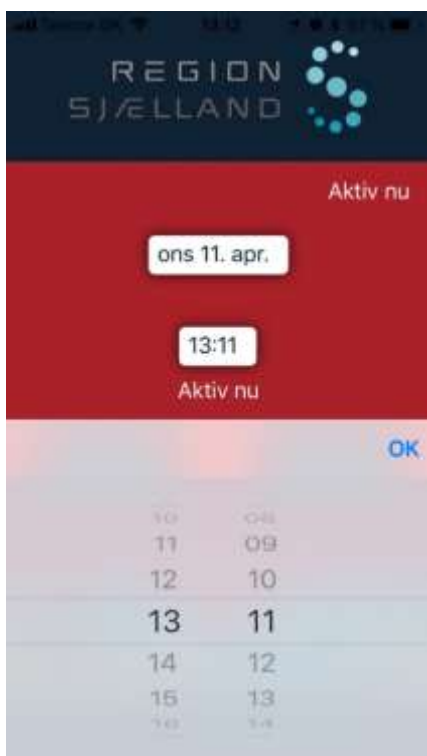 REGION
SJÆLLAND
Aktiv nu
ons 11. apr.
13:11
Aktiv nu
OK
11 09
12 10
13 11
14 12
15 13